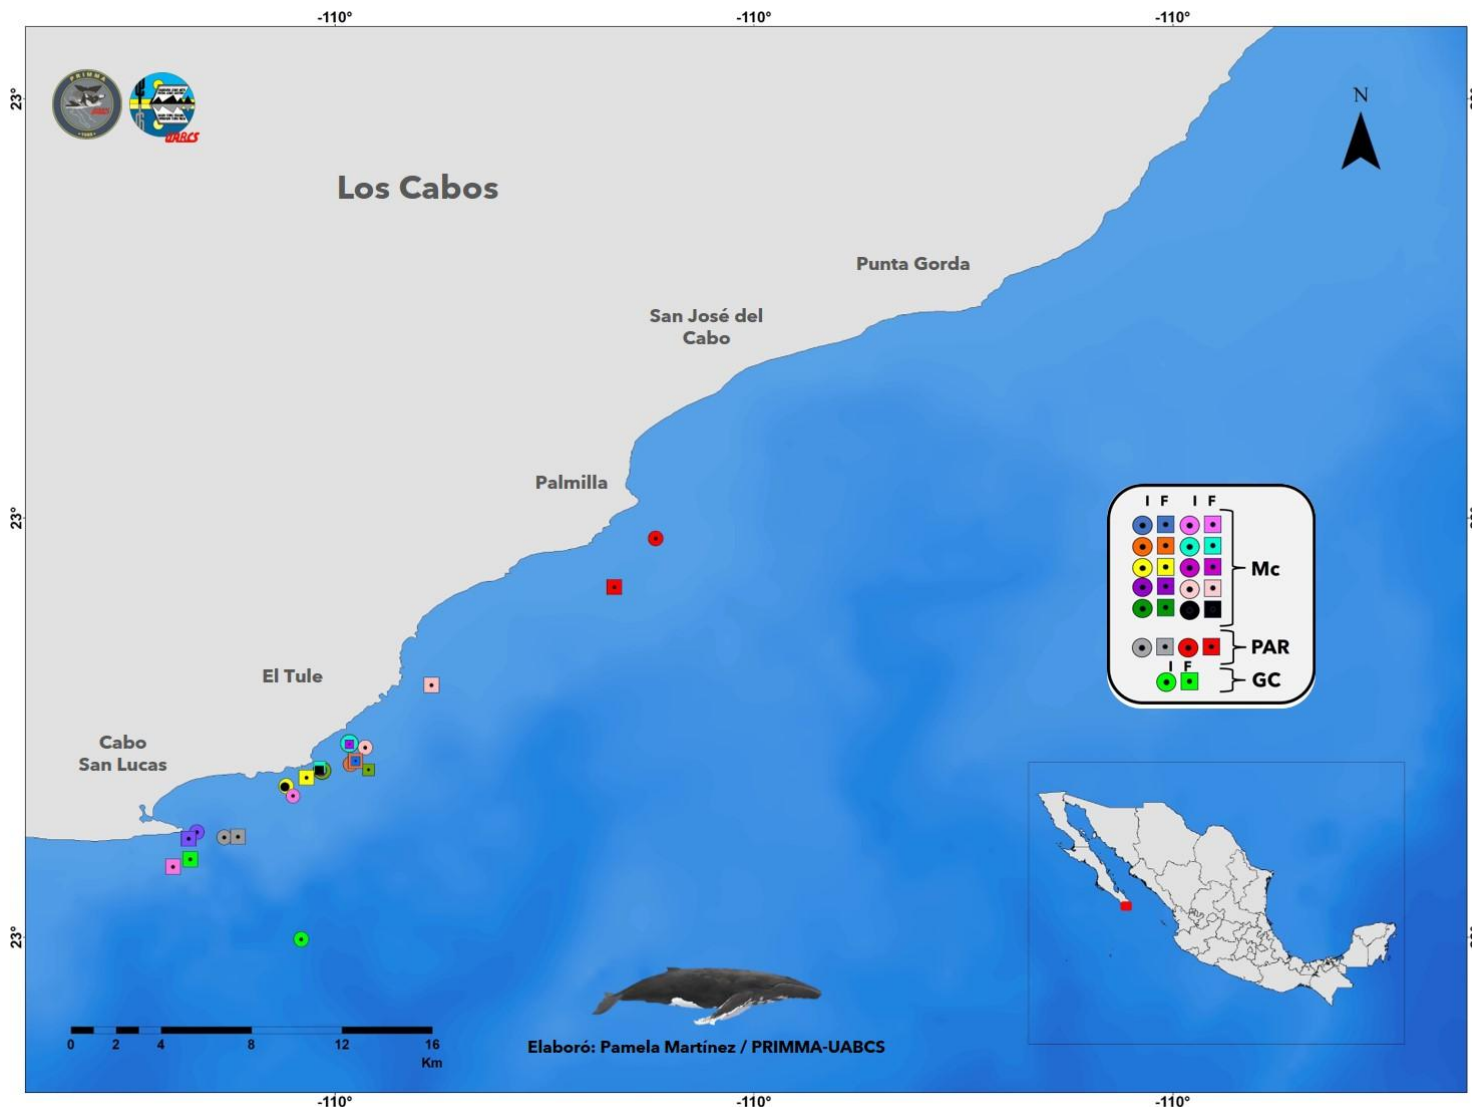 -110°
-110°
-110°
23°
PRIMMA
UABCS
Los Cabos
N
Punta Gorda
San José del
Cabo
Palmilla
23°
I F I F
Mc
PAR
I F
GC
El Tule
Cabo
San Lucas
23°
0 2 4 8 12 16
Km
Elaboró: Pamela Martínez / PRIMMA-UABCS
-110°
-110°
-110°